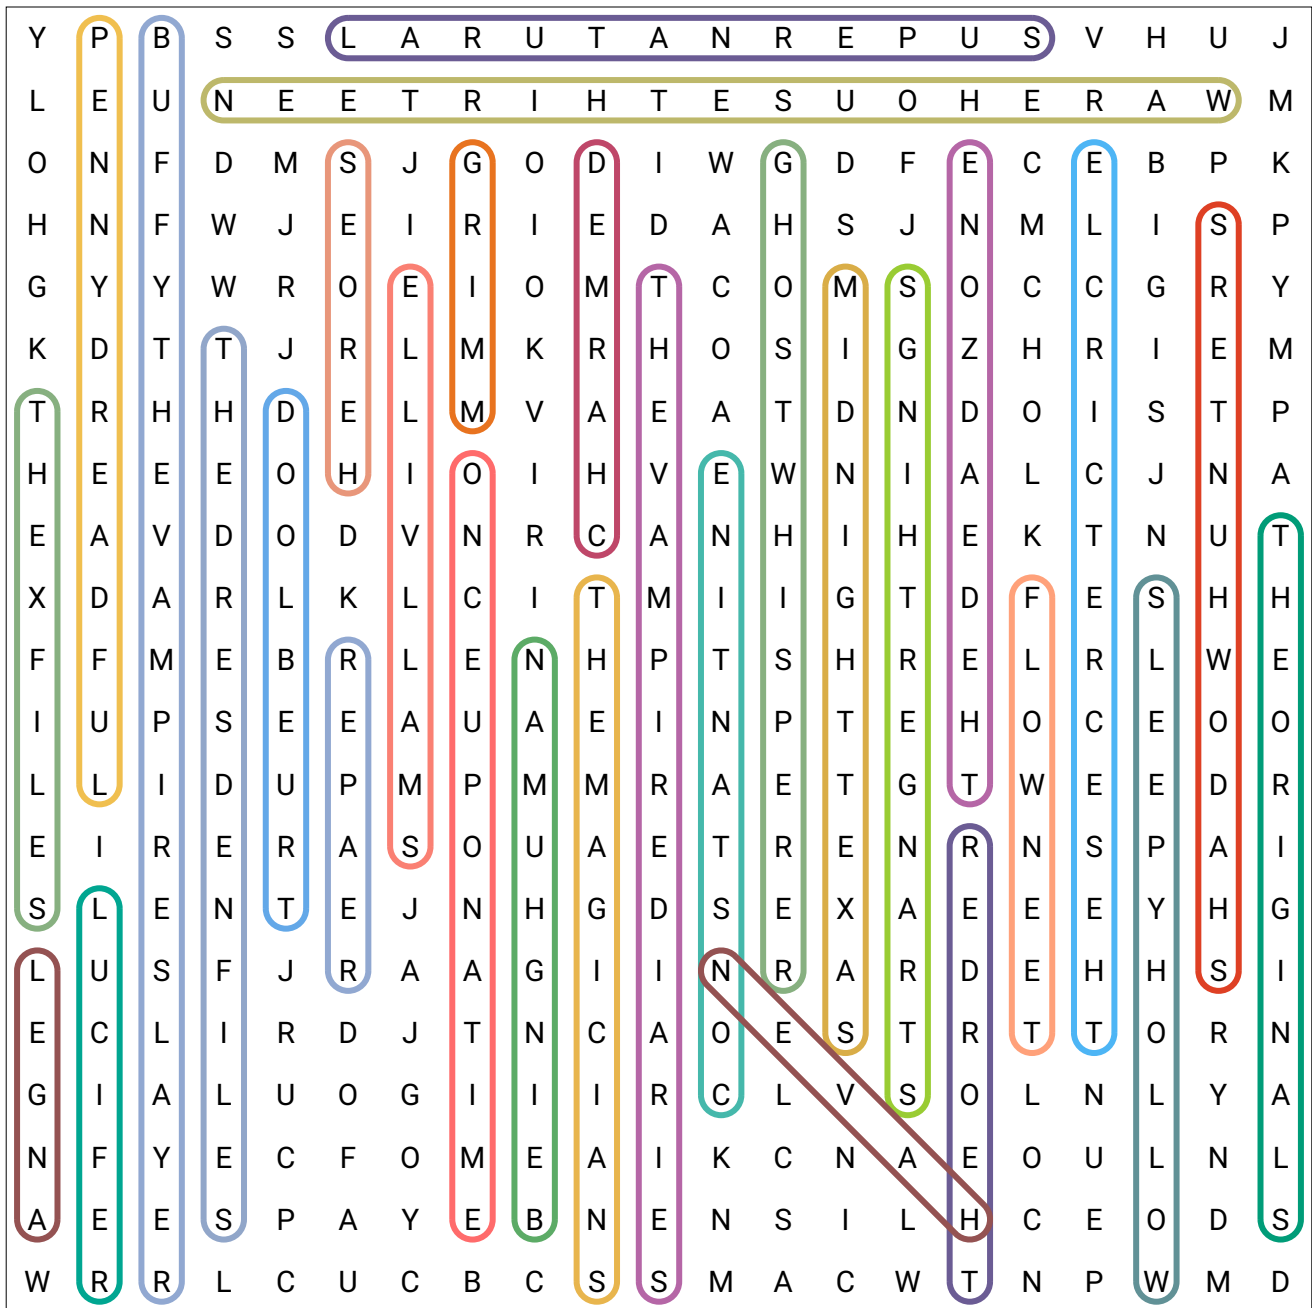 Y P B S S L A R U T A N R E P U S V H U J
L E U N E E T R I H T E S U O H E R A W M
O N F D M S J G O D I W G D F E C E B P K
H N F W J E I R I E D A H S J N M L I S P
G Y Y W R O E I O M T C O M S O C C G R Y
K D T T J R L M K R H O S I G Z H R I E M
T R H H D E L M V A E A T D N D O I S T P
H E E E O H I O I H V E W N I A L C J N A
E A V D O D V N R C A N H I H E K T N U T
X D A R L K L C I T M I I G T D F E S H H
F F M E B R L E N H P T S H R E L R L W E
I U P S E E A U A E I N P T E H O C E O O
L L I D U P M P M M R A E T G T W E E D R
E I R E R A S O U A E T R E N R N S P A I
S L E N T E J N H G D S E X A E E E Y H G
L U S F J R A A G I I N R A R D E H H S I
E C L I R D J T N C A O E S T R T T O R N
G I A L U O G I I I R C L V S O L N L Y A
N F Y E C F O M E A I K C N A E O U L N L
A E E S P A Y E B N E N S I L H C E O D S
W R R L C U C B C S S M A C W T N P W M D